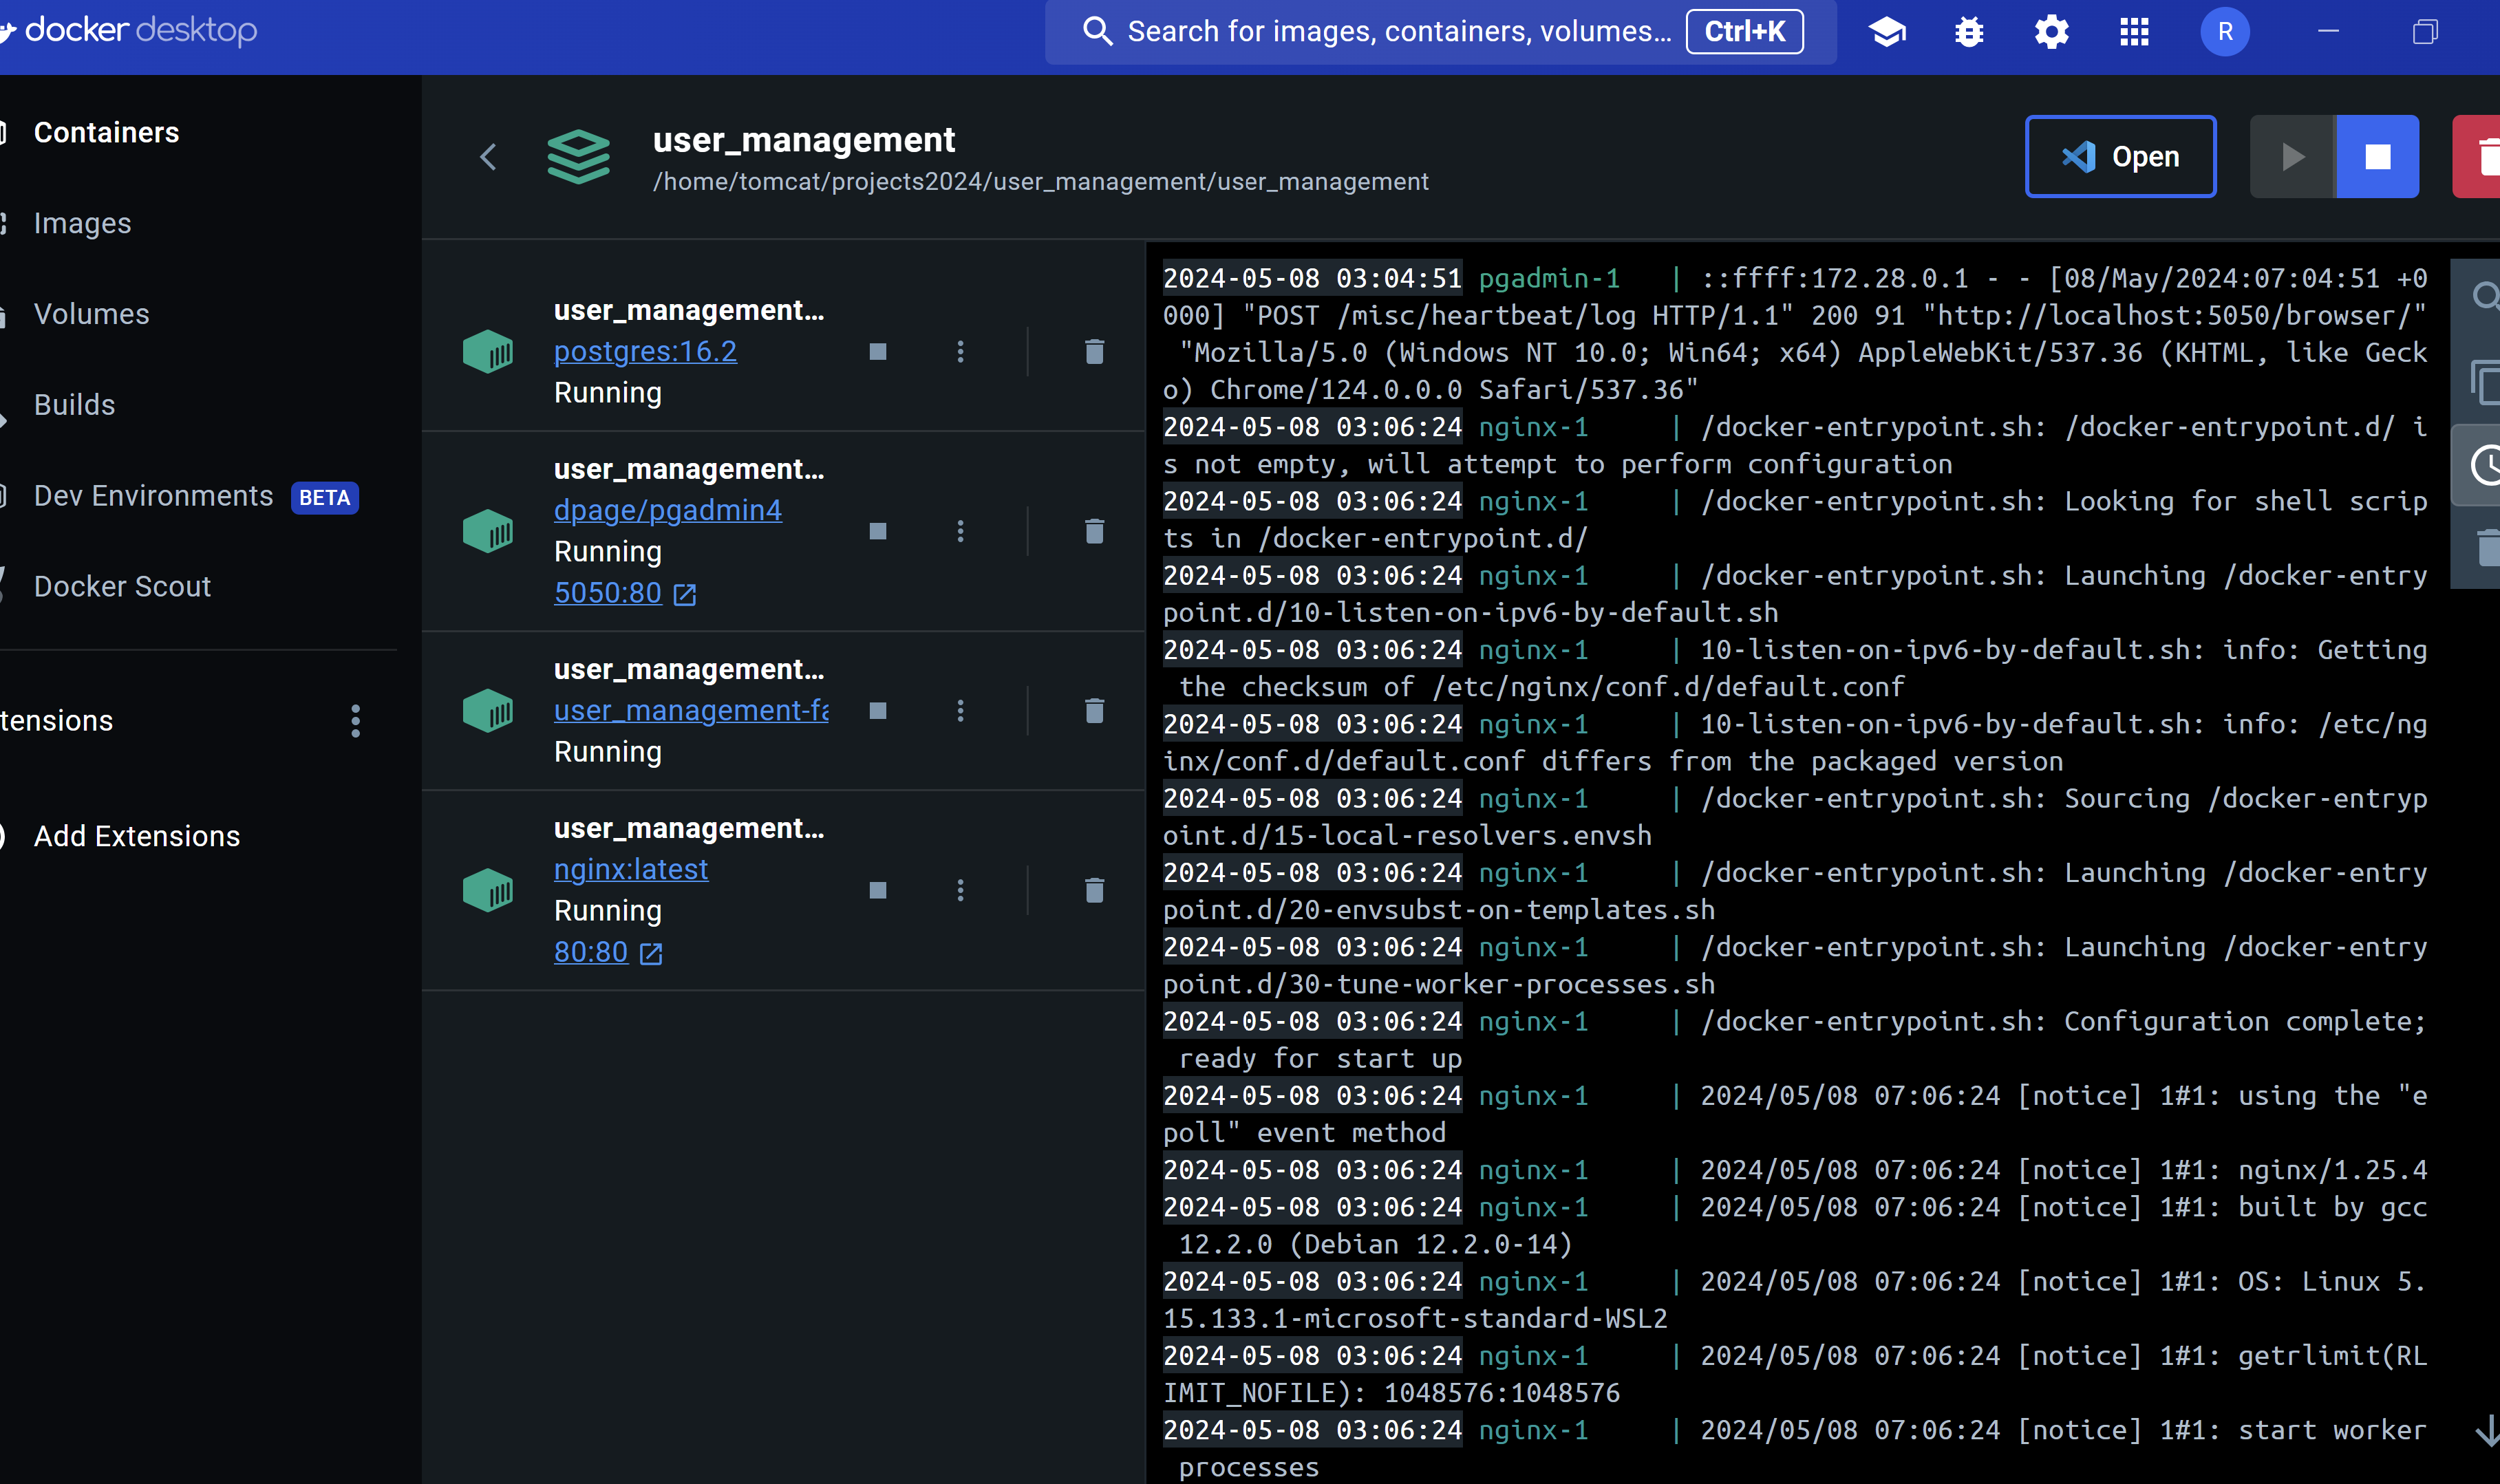 docker desktop
Search for images, containers, volumes... Ctrl+K
R
Containers
Images
Volumes
Builds
Dev Environments BETA
Docker Scout
tensions
Add Extensions
user_management
/home/tomcat/projects2024/user_management/user_management
Open
user_management...
postgres:16.2
Running
user_management...
dpage/pgadmin4
Running
5050:80
user_management...
user_management-fa
Running
user_management...
nginx:latest
Running
80:80
2024-05-08 03:04:51 pgadmin-1 | ::ffff:172.28.0.1 - - [08/May/2024:07:04:51 +0
000] "POST /misc/heartbeat/log HTTP/1.1" 200 91 "http://localhost:5050/browser/"
"Mozilla/5.0 (Windows NT 10.0; Win64; x64) AppleWebKit/537.36 (KHTML, like Geck
o) Chrome/124.0.0.0 Safari/537.36"
2024-05-08 03:06:24 nginx-1 | /docker-entrypoint.sh: /docker-entrypoint.d/ i
s not empty, will attempt to perform configuration
2024-05-08 03:06:24 nginx-1 | /docker-entrypoint.sh: Looking for shell scrip
ts in /docker-entrypoint.d/
2024-05-08 03:06:24 nginx-1 | /docker-entrypoint.sh: Launching /docker-entry
point.d/10-listen-on-ipv6-by-default.sh
2024-05-08 03:06:24 nginx-1 | 10-listen-on-ipv6-by-default.sh: info: Getting
the checksum of /etc/nginx/conf.d/default.conf
2024-05-08 03:06:24 nginx-1 | 10-listen-on-ipv6-by-default.sh: info: /etc/ng
inx/conf.d/default.conf differs from the packaged version
2024-05-08 03:06:24 nginx-1 | /docker-entrypoint.sh: Sourcing /docker-entryp
oint.d/15-local-resolvers.envsh
2024-05-08 03:06:24 nginx-1 | /docker-entrypoint.sh: Launching /docker-entry
point.d/20-envsubst-on-templates.sh
2024-05-08 03:06:24 nginx-1 | /docker-entrypoint.sh: Launching /docker-entry
point.d/30-tune-worker-processes.sh
2024-05-08 03:06:24 nginx-1 | /docker-entrypoint.sh: Configuration complete;
ready for start up
2024-05-08 03:06:24 nginx-1 | 2024/05/08 07:06:24 [notice] 1#1: using the "e
poll" event method
2024-05-08 03:06:24 nginx-1 | 2024/05/08 07:06:24 [notice] 1#1: nginx/1.25.4
2024-05-08 03:06:24 nginx-1 | 2024/05/08 07:06:24 [notice] 1#1: built by gcc
12.2.0 (Debian 12.2.0-14)
2024-05-08 03:06:24 nginx-1 | 2024/05/08 07:06:24 [notice] 1#1: OS: Linux 5.
15.133.1-microsoft-standard-WSL2
2024-05-08 03:06:24 nginx-1 | 2024/05/08 07:06:24 [notice] 1#1: getrlimit(RL
IMIT_NOFILE): 1048576:1048576
2024-05-08 03:06:24 nginx-1 | 2024/05/08 07:06:24 [notice] 1#1: start worker
processes